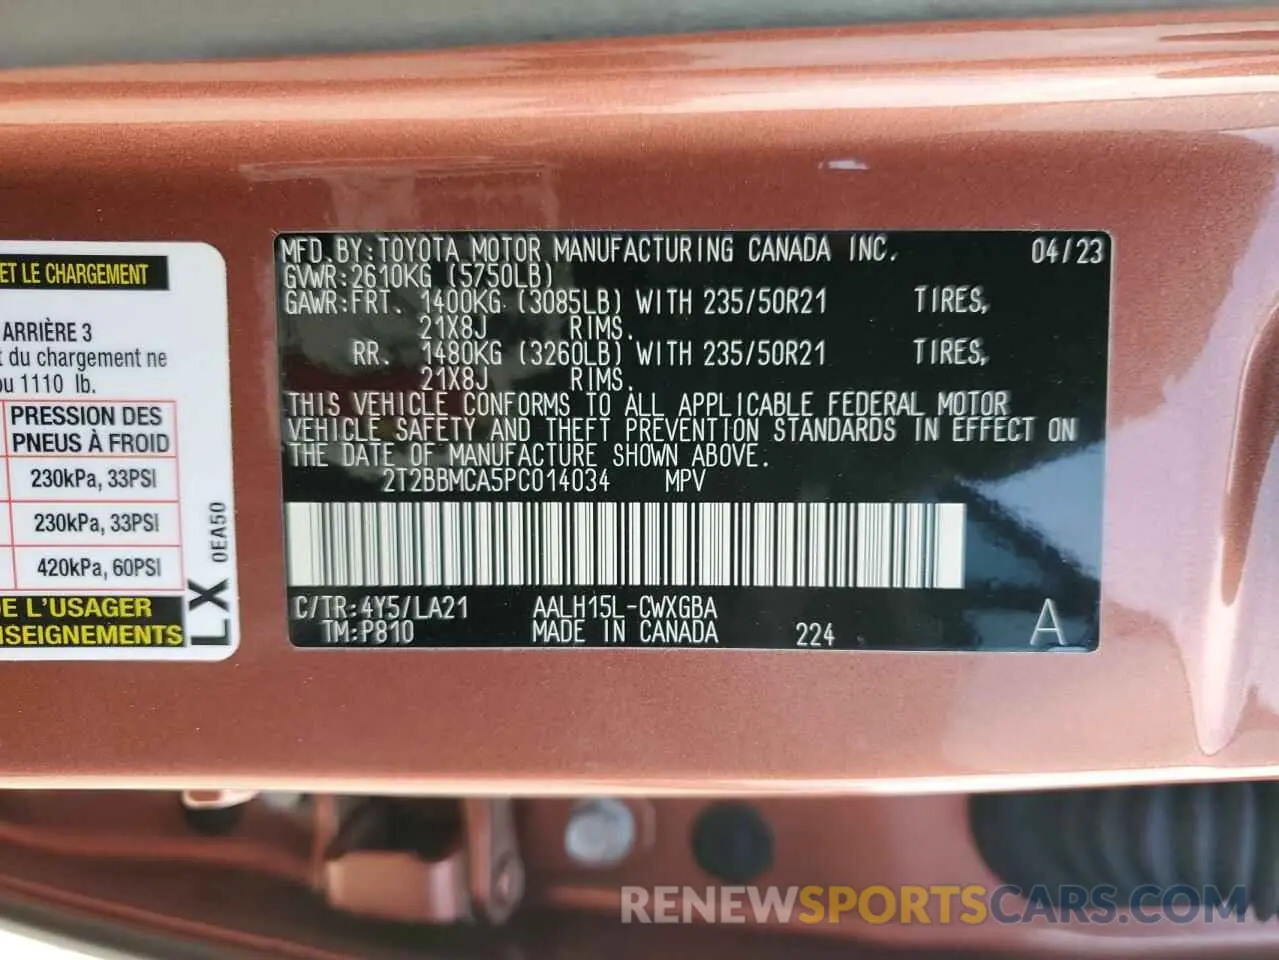 ET LE CHARGEMENT
ARRIÈRE 3
t du chargement ne
ou 1110 lb.
PRESSION DES
PNEUS À FROID
230kPa, 33PSI
230kPa, 33PSI
420kPa, 60PSI
DE L'USAGER
NSEIGNEMENTS
LX 0EA50
MFD.BY:TOYOTA MOTOR MANUFACTURING CANADA INC. 04/23
GVWR:2610KG (5750LB)
GAWR:FRT. 1400KG (3085LB) WITH 235/50R21 TIRES,
21X8J RIMS.
RR. 1480KG (3260LB) WITH 235/50R21 TIRES,
21X8J RIMS.
THIS VEHICLE CONFORMS TO ALL APPLICABLE FEDERAL MOTOR
VEHICLE SAFETY AND THEFT PREVENTION STANDARDS IN EFFECT ON
THE DATE OF MANUFACTURE SHOWN ABOVE.
2T2BBMCA5PC014034 MPV
C/TR:4Y5/LA21 AALH15L-CWXGBA
TM:P810 MADE IN CANADA 224 A
RENEWSPORTSCARS.COM